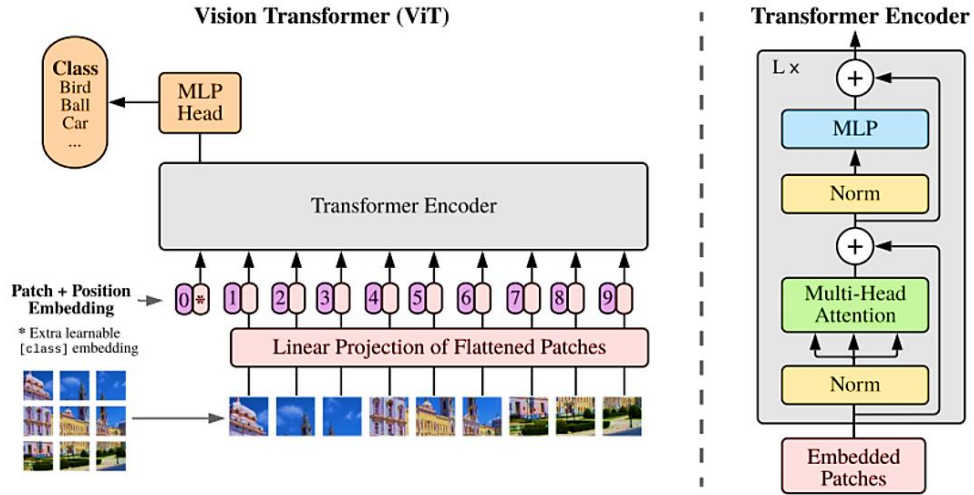 Vision Transformer (ViT)
Class
Bird
Ball
Car
...
MLP
Head
Transformer Encoder
Patch + Position
Embedding
0 * 1 2 3 4 5 6 7 8 9
* Extra learnable
[class] embedding
Linear Projection of Flattened Patches
Transformer Encoder
L x
+
MLP
Norm
+
Multi-Head
Attention
Norm
Embedded
Patches